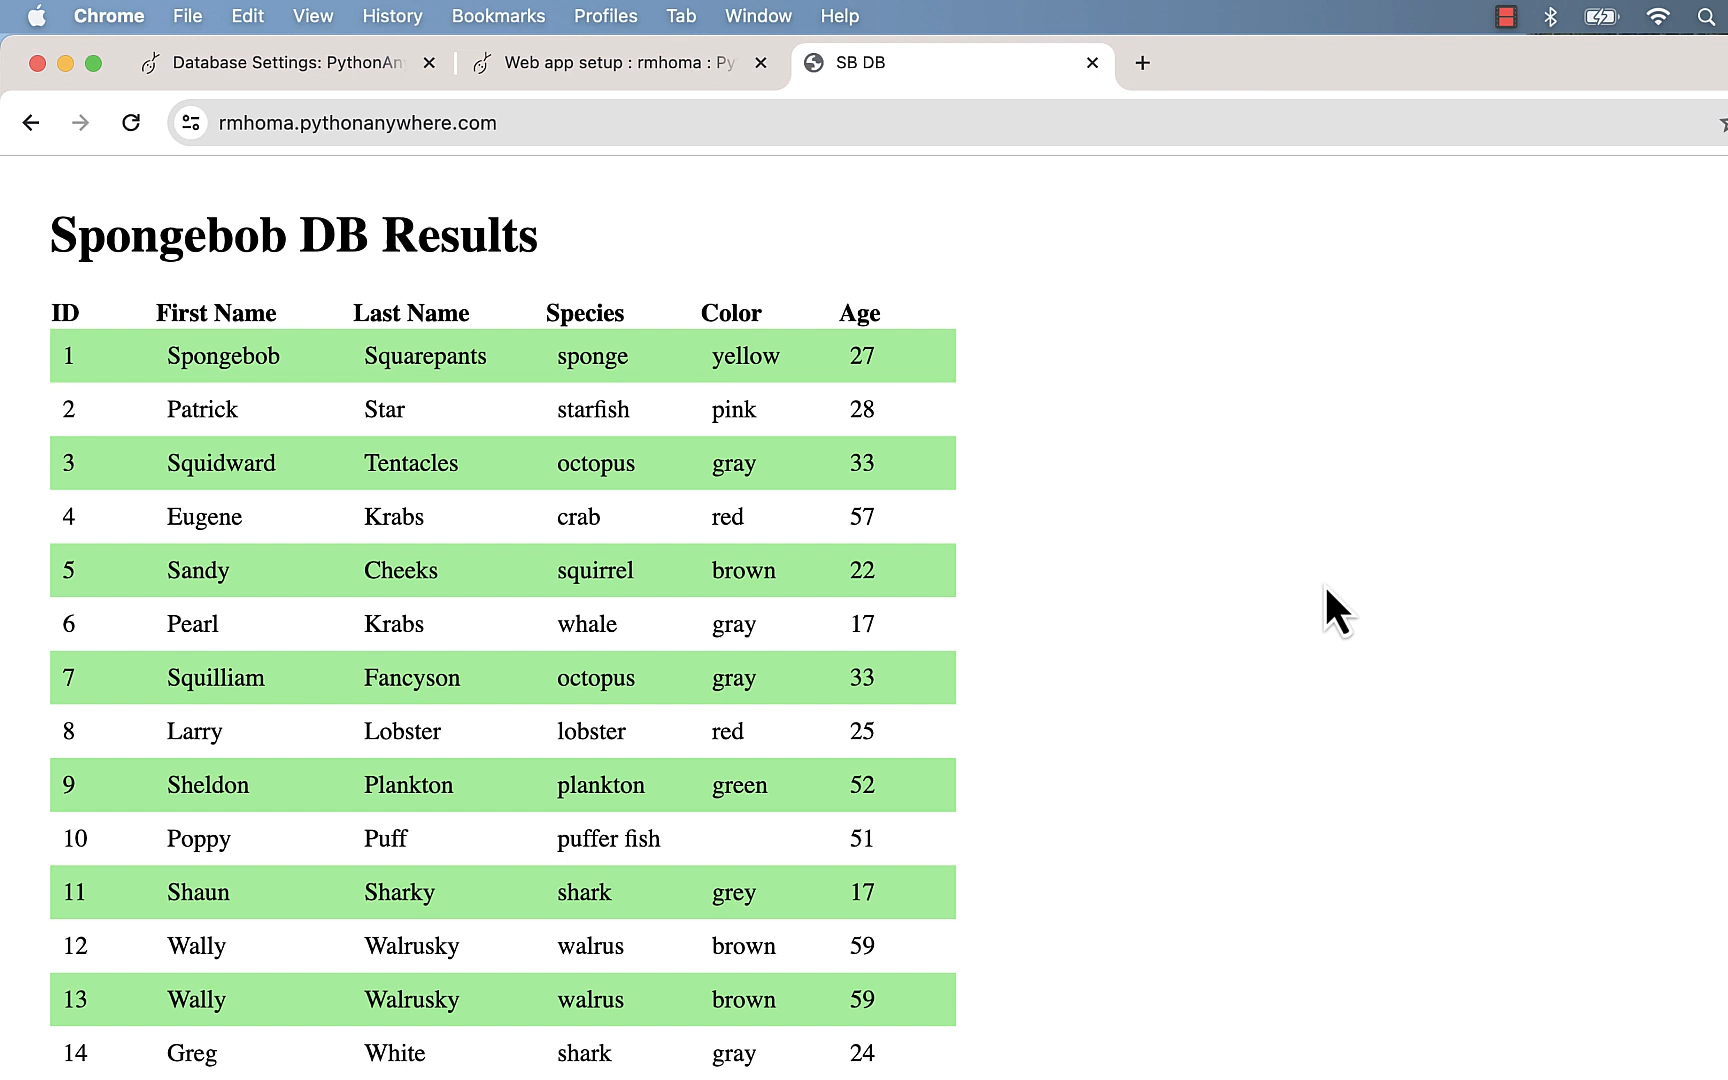 Chrome File Edit View History Bookmarks Profiles Tab Window Help
Database Settings: PythonAn Web app setup : rmhoma : Py SB DB
rmhoma.pythonanywhere.com
Spongebob DB Results
ID First Name Last Name Species Color Age
1 Spongebob Squarepants sponge yellow 27
2 Patrick Star starfish pink 28
3 Squidward Tentacles octopus gray 33
4 Eugene Krabs crab red 57
5 Sandy Cheeks squirrel brown 22
6 Pearl Krabs whale gray 17
7 Squilliam Fancyson octopus gray 33
8 Larry Lobster lobster red 25
9 Sheldon Plankton plankton green 52
10 Poppy Puff puffer fish 51
11 Shaun Sharky shark grey 17
12 Wally Walrusky walrus brown 59
13 Wally Walrusky walrus brown 59
14 Greg White shark gray 24